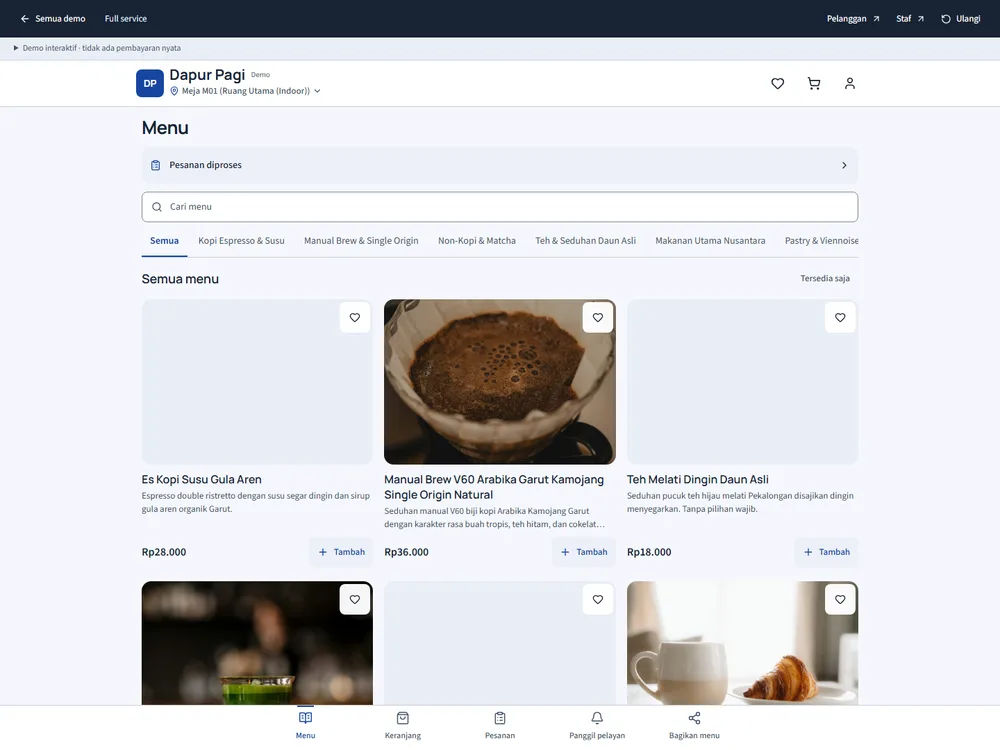 Semua demo
Full service
Pelanggan
Staf
Ulangi
Demo interaktif · tidak ada pembayaran nyata
DP
Dapur Pagi
Demo
Meja M01 (Ruang Utama (Indoor))
Menu
Pesanan diproses
Cari menu
Semua
Kopi Espresso & Susu
Manual Brew & Single Origin
Non-Kopi & Matcha
Teh & Seduhan Daun Asli
Makanan Utama Nusantara
Pastry & Viennoise
Semua menu
Tersedia saja
Es Kopi Susu Gula Aren
Espresso double ristretto dengan susu segar dingin dan sirup
gula aren organik Garut.
Rp28.000
Tambah
Manual Brew V60 Arabika Garut Kamojang
Single Origin Natural
Seduhan manual V60 biji kopi Arabika Kamojang Garut
dengan karakter rasa buah tropis, teh hitam, dan cokelat…
Rp36.000
Tambah
Teh Melati Dingin Daun Asli
Seduhan pucuk teh hijau melati Pekalongan disajikan dingin
menyegarkan. Tanpa pilihan wajib.
Rp18.000
Tambah
Menu
Keranjang
Pesanan
Panggil pelayan
Bagikan menu